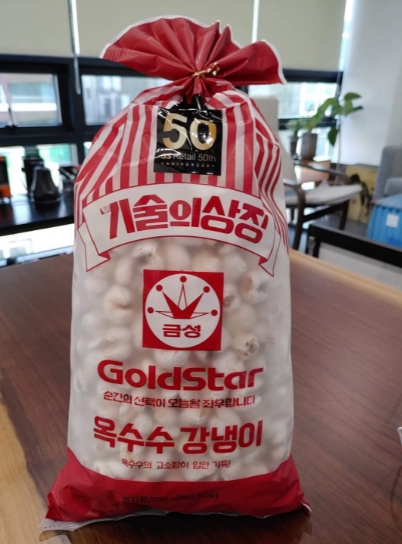 50
GS Retail 50th
ANNIVERSARY
기술의상징
금성
GoldStar
순간의 선택이 오늘을 좌우합니다
옥수수 강냉이
옥수수의 고소함이 입안 가득!